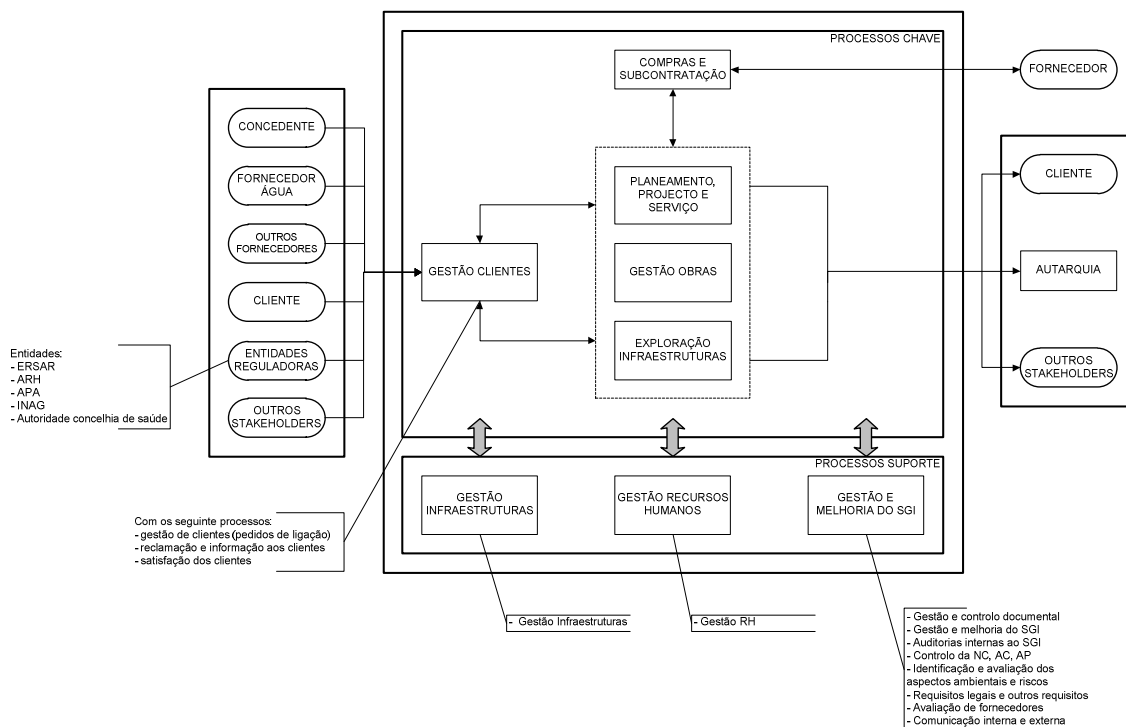 PROCESSOS CHAVE
COMPRAS E
SUBCONTRATAÇÃO
FORNECEDOR
CONCEDENTE
FORNECEDOR
ÁGUA
OUTROS
FORNECEDORES
CLIENTE
ENTIDADES
REGULADORAS
OUTROS
STAKEHOLDERS
Entidades:
- ERSAR
- ARH
- APA
- INAG
- Autoridade concelhia de saúde
GESTÃO CLIENTES
PLANEAMENTO,
PROJECTO E
SERVIÇO
GESTÃO OBRAS
EXPLORAÇÃO
INFRAESTRUTURAS
CLIENTE
AUTARQUIA
OUTROS
STAKEHOLDERS
PROCESSOS SUPORTE
GESTÃO
INFRAESTRUTURAS
GESTÃO RECURSOS
HUMANOS
GESTÃO E
MELHORIA DO SGI
Com os seguinte processos:
- gestão de clientes (pedidos de ligação)
- reclamação e informação aos clientes
- satisfação dos clientes
- Gestão Infraestruturas
- Gestão RH
- Gestão e controlo documental
- Gestão e melhoria do SGI
- Auditorias internas ao SGI
- Controlo da NC, AC, AP
- Identificação e avaliação dos
aspectos ambientais e riscos
- Requisitos legais e outros requisitos
- Avaliação de fornecedores
- Comunicação interna e externa